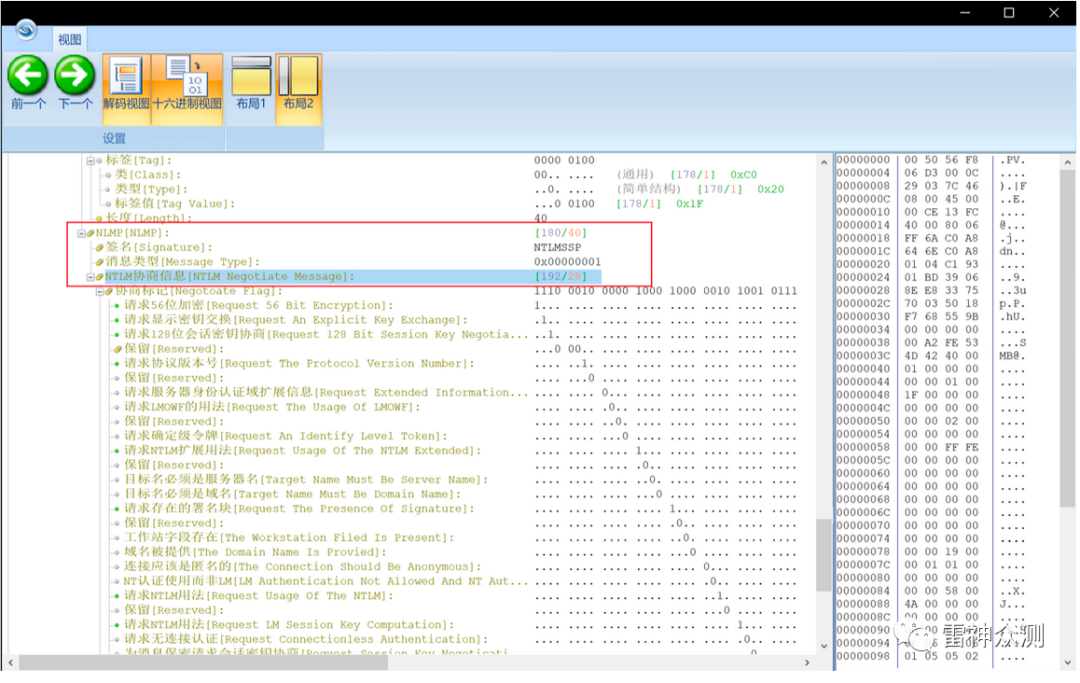 视图
前一个 下一个 解码视图 十六进制视图 布局1 布局2
设置
标签[Tag]: 0000 0100
类[Class]: 00.. .... (通用) [178/1] 0xC0
类型[Type]: ..0. .... (简单结构) [178/1] 0x20
标签值[Tag Value]: ...0 0100 [178/1] 0x1F
长度[Length]: 40
NLMP[NLMP]: [180/40]
签名[Signature]: NTLMSSP
消息类型[Message Type]: 0x00000001
NTLM协商信息[NTLM Negotiate Message]: [192/28]
协商标记[Negotoate Flag]: 1110 0010 0000 1000 1000 0010 1001 0111
请求56位加密[Request 56 Bit Encryption]: 1... .... .... .... .... .... .... ....
请求显示密钥交换[Request An Explicit Key Exchange]: .1.. .... .... .... .... .... .... ....
请求128位会话密钥协商[Request 128 Bit Session Key Negotia... ..1. .... .... .... .... .... .... ....
保留[Reserved]: ...0 00.. .... .... .... .... .... ....
请求协议版本号[Request The Protocol Version Number]: .... ..1. .... .... .... .... .... ....
保留[Reserved]: .... ...0 .... .... .... .... .... ....
请求服务器身份认证域扩展信息[Request Extended Information... .... .... 0... .... .... .... .... ....
请求LMOWF的用法[Request The Usage Of LMOWF]: .... .... .0.. .... .... .... .... ....
保留[Reserved]: .... .... ..0. .... .... .... .... ....
请求确定级令牌[Request An Identify Level Token]: .... .... ...0 .... .... .... .... ....
请求NTLM扩展用法[Request Usage Of The NTLM Extended]: .... .... .... 1... .... .... .... ....
保留[Reserved]: .... .... .... .0.. .... .... .... ....
目标名必须是服务器名[Target Name Must Be Server Name]: .... .... .... ..0. .... .... .... ....
目标名必须是域名[Target Name Must Be Domain Name]: .... .... .... ...0 .... .... .... ....
请求存在的署名块[Request The Presence Of Signature]: .... .... .... .... 1... .... .... ....
保留[Reserved]: .... .... .... .... .0.. .... .... ....
工作站字段存在[The Workstation Filed Is Present]: .... .... .... .... ..0. .... .... ....
域名被提供[The Domain Name Is Provied]: .... .... .... .... ...0 .... .... ....
连接应该是匿名的[The Connection Should Be Anonymous]: .... .... .... .... .... 0... .... ....
NT认证使用而非LM[LM Authentication Not Allowed And NT Aut... .... .... .... .... .... .0.. .... ....
请求NTLM用法[Request Usage Of The NTLM]: .... .... .... .... .... ..1. .... ....
保留[Reserved]: .... .... .... .... .... ...0 .... ....
请求NTLM用法[Request LM Session Key Computation]: .... .... .... .... .... .... 1... ....
请求无连接认证[Request Connectionless Authentication]: .... .... .... .... .... .... .0.. ....
为消息保密请求会话密钥协商[Request Session Key Negotiati
00000000 00 50 56 F8 .PV.
00000004 06 D3 00 0C ....
00000008 29 03 7C 46 ).|F
0000000C 08 00 45 00 ..E.
00000010 00 CE 13 FC ....
00000014 40 00 80 06 @...
00000018 FF 6A C0 A8 .j..
0000001C 64 6E C0 A8 dn..
00000020 01 04 C1 93 ....
00000024 01 BD 39 06 ..9.
00000028 8E E8 33 75 ..3u
0000002C 70 03 50 18 p.P.
00000030 F7 68 55 9B .hU.
00000034 00 00 00 00 ....
00000038 00 A2 FE 53 ...S
0000003C 4D 42 40 00 MB@.
00000040 01 00 00 00 ....
00000044 00 00 01 00 ....
00000048 1F 00 00 00 ....
0000004C 00 00 00 00 ....
00000050 00 00 02 00 ....
00000054 00 00 00 00 ....
00000058 00 00 FF FE ....
0000005C 00 00 00 00 ....
00000060 00 00 00 00 ....
00000064 00 00 00 00 ....
00000068 00 00 00 00 ....
0000006C 00 00 00 00 ....
00000070 00 00 00 00 ....
00000074 00 00 00 00 ....
00000078 00 00 19 00 ....
0000007C 00 01 01 00 ....
00000080 00 00 00 00 ....
00000084 00 00 58 00 ..X.
00000088 4A 00 00 00 J...
0000008C 00 00 00 00 ....
00000090
00000094
00000098 01 05 05 02 ....
雷神众测